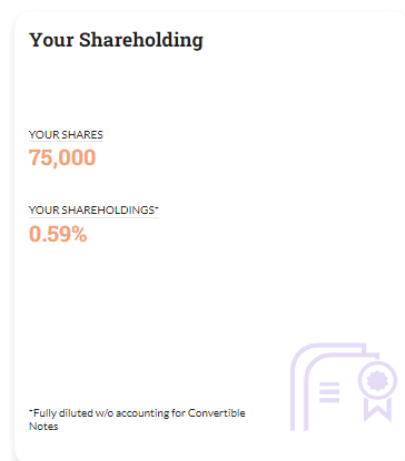 Your Shareholding
YOUR SHARES
75,000
YOUR SHAREHOLDINGS*
0.59%
*Fully diluted w/o accounting for Convertible
Notes